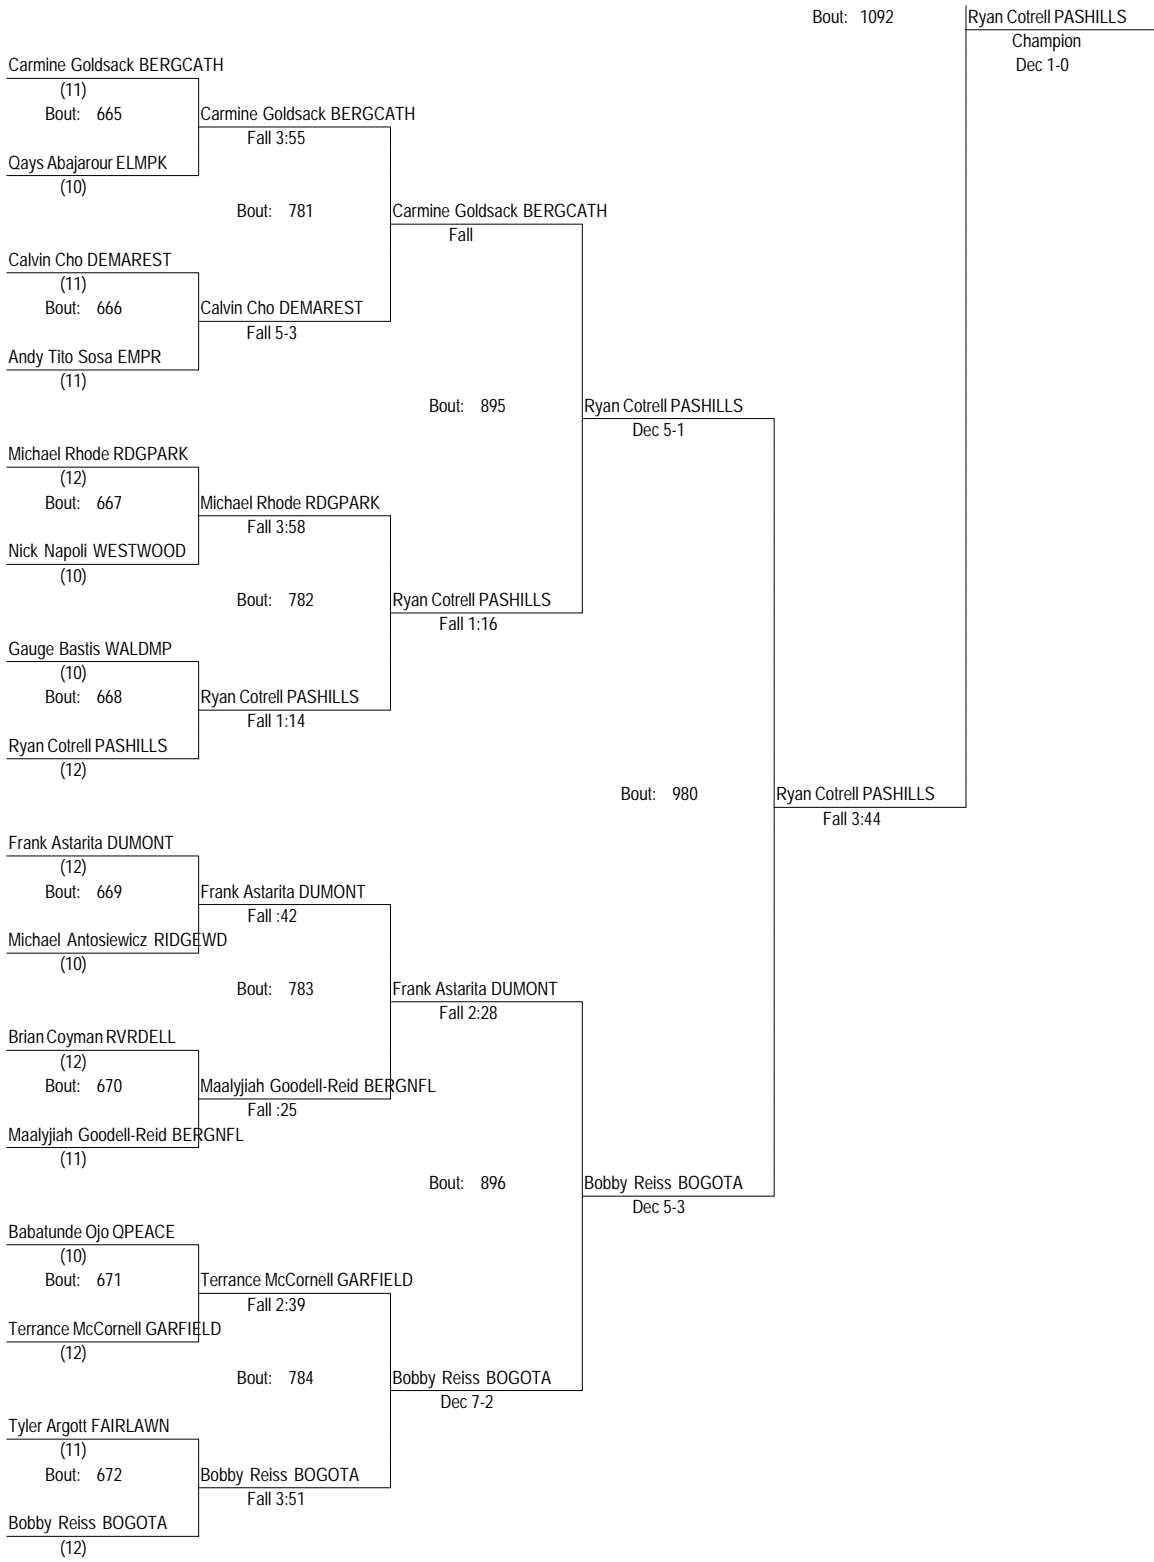 Bout: 1092 Ryan Cotrell PASHILLS
Champion
Dec 1-0
Carmine Goldsack BERGCATH
(11)
Bout: 665 Carmine Goldsack BERGCATH
Fall 3:55
Qays Abajarour ELMPK
(10)
Bout: 781 Carmine Goldsack BERGCATH
Fall
Calvin Cho DEMAREST
(11)
Bout: 666 Calvin Cho DEMAREST
Fall 5-3
Andy Tito Sosa EMPR
(11)
Bout: 895 Ryan Cotrell PASHILLS
Dec 5-1
Michael Rhode RDGPARK
(12)
Bout: 667 Michael Rhode RDGPARK
Fall 3:58
Nick Napoli WESTWOOD
(10)
Bout: 782 Ryan Cotrell PASHILLS
Fall 1:16
Gauge Bastis WALDMP
(10)
Bout: 668 Ryan Cotrell PASHILLS
Fall 1:14
Ryan Cotrell PASHILLS
(12)
Bout: 980 Ryan Cotrell PASHILLS
Fall 3:44
Frank Astarita DUMONT
(12)
Bout: 669 Frank Astarita DUMONT
Fall :42
Michael Antosiewicz RIDGEWD
(10)
Bout: 783 Frank Astarita DUMONT
Fall 2:28
Brian Coyman RVRDELL
(12)
Bout: 670 Maalyjiah Goodell-Reid BERGNFL
Fall :25
Maalyjiah Goodell-Reid BERGNFL
(11)
Bout: 896 Bobby Reiss BOGOTA
Dec 5-3
Babatunde Ojo QPEACE
(10)
Bout: 671 Terrance McCornell GARFIELD
Fall 2:39
Terrance McCornell GARFIELD
(12)
Bout: 784 Bobby Reiss BOGOTA
Dec 7-2
Tyler Argott FAIRLAWN
(11)
Bout: 672 Bobby Reiss BOGOTA
Fall 3:51
Bobby Reiss BOGOTA
(12)